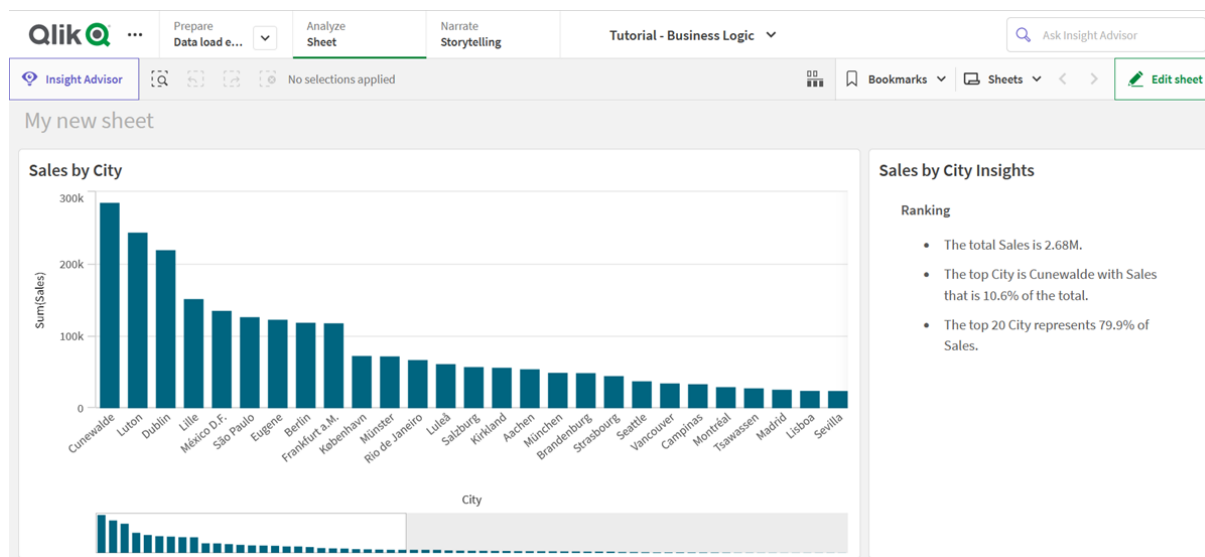 Qlik
Prepare
Data load e...
Analyze
Sheet
Narrate
Storytelling
Tutorial - Business Logic
Ask Insight Advisor
Insight Advisor
No selections applied
Bookmarks
Sheets
Edit sheet
My new sheet
Sales by City
300k
200k
100k
0
Sum(Sales)
Cunewalde
Luton
Dublin
Lille
México D.F.
São Paulo
Eugene
Berlin
Frankfurt a.M.
København
Münster
Rio de Janeiro
Luleå
Salzburg
Kirkland
Aachen
München
Brandenburg
Strasbourg
Seattle
Vancouver
Campinas
Montréal
Tsawassen
Madrid
Lisboa
Sevilla
City
Sales by City Insights
Ranking
• The total Sales is 2.68M.
• The top City is Cunewalde with Sales
that is 10.6% of the total.
• The top 20 City represents 79.9% of
Sales.